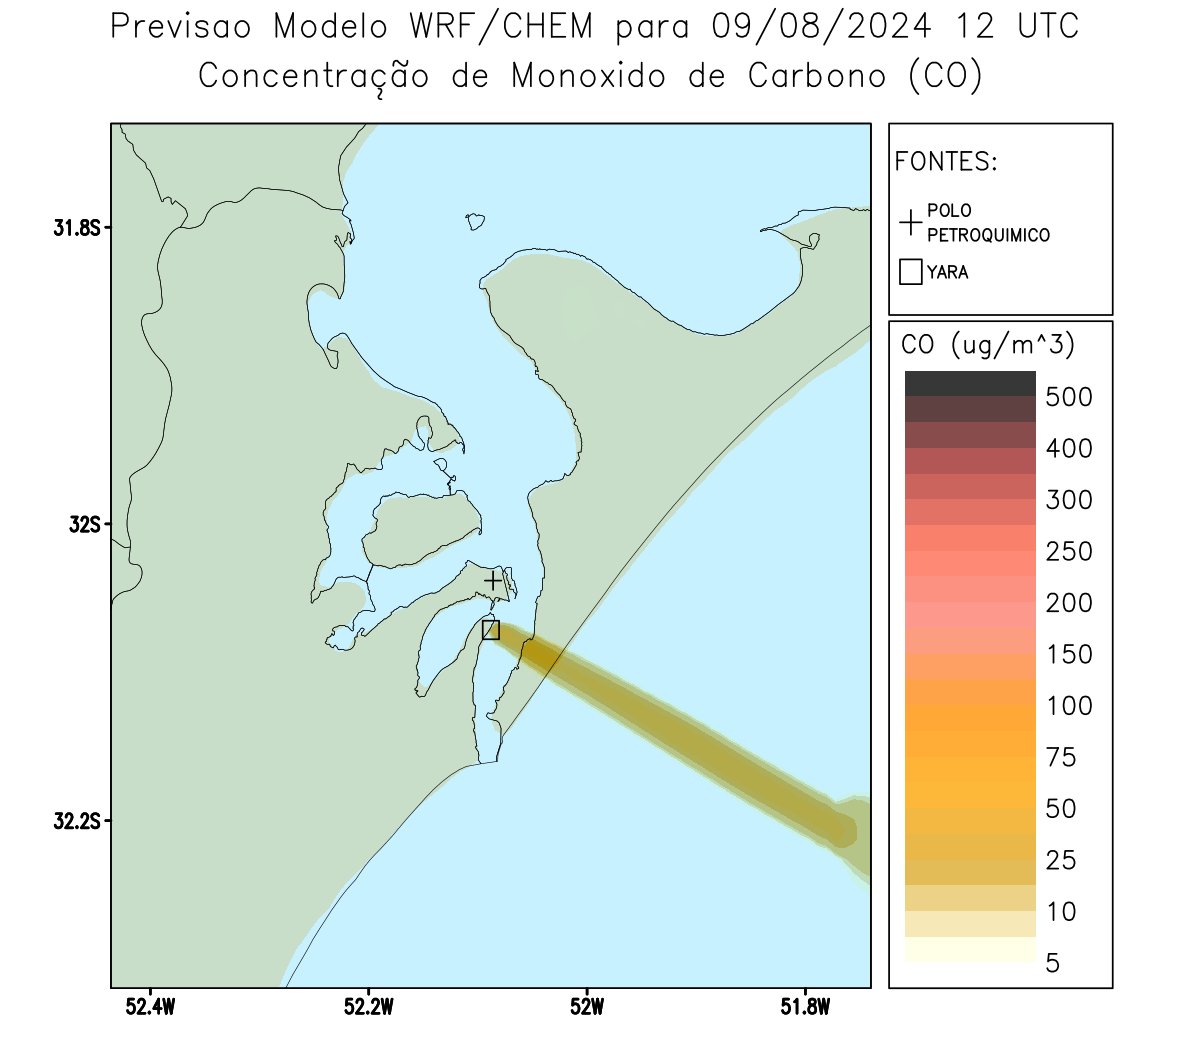 Previsao Modelo WRF/CHEM para 09/08/2024 12 UTC
Concentração de Monoxido de Carbono (CO)
FONTES:
POLO
PETROQUIMICO
YARA
CO (ug/m^3)
500
400
300
250
200
150
100
75
50
25
10
5
31.8S
32S
32.2S
52.4W
52.2W
52W
51.8W